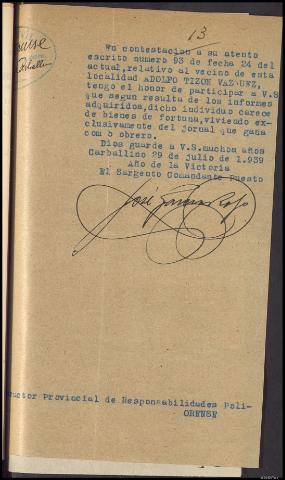 13
En contestacion a su atento
escrito numero 93 de fecha 24 del
actual,relativo al vecino de esta
localidad ADOLFO TIZON VAZQUEZ,
tengo el honor de participar a V.S
que segun resulta de los informes
adquiridos,dicho individuo carece
de bienes de fortuna,viviendo ex-
clusivamente del jornal que gana
como obrero.
Dios guarde a V.S.muchos años
Carballino 29 de julio de 1.939
Año de la Victoria
El Sargento Comandante Puesto
José
uctor Provincial de Responsabilidades Poli-
ORENSE